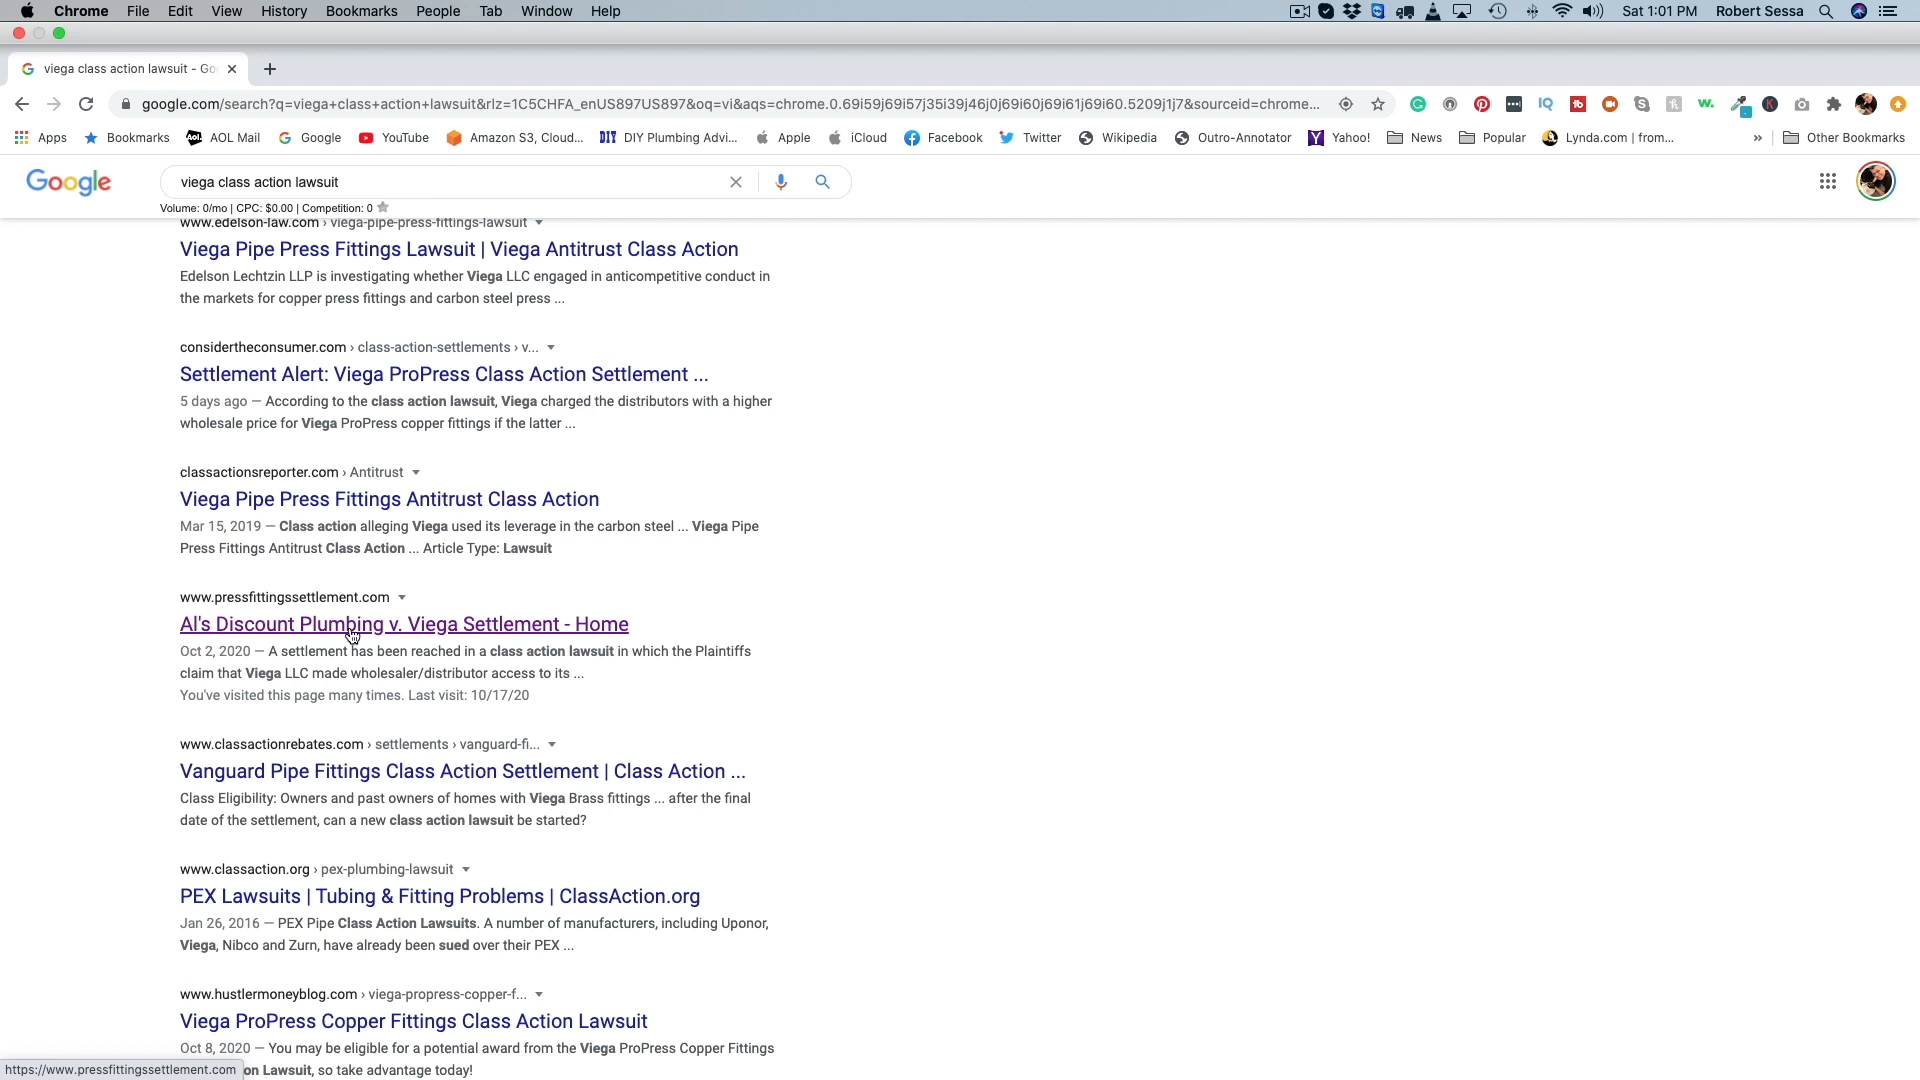 Chrome File Edit View History Bookmarks People Tab Window Help Sat 1:01 PM Robert Sessa
viega class action lawsuit - Go
google.com/search?q=viega+class+action+lawsuit&rlz=1C5CHFA_enUS897US897&oq=vi&aqs=chrome.0.69i59j69i57j35i39j46j0j69i60j69i61j69i60.5209j1j7&sourceid=chrome...
Apps Bookmarks AOL Mail Google YouTube Amazon S3, Cloud... DIY Plumbing Advi... Apple iCloud Facebook Twitter Wikipedia Outro-Annotator Yahoo! News Popular Lynda.com | from... » Other Bookmarks
Google viega class action lawsuit
Volume: 0/mo | CPC: $0.00 | Competition: 0
www.edelson-law.com › viega-pipe-press-fittings-lawsuit
Viega Pipe Press Fittings Lawsuit | Viega Antitrust Class Action
Edelson Lechtzin LLP is investigating whether Viega LLC engaged in anticompetitive conduct in
the markets for copper press fittings and carbon steel press ...
considertheconsumer.com › class-action-settlements › v...
Settlement Alert: Viega ProPress Class Action Settlement ...
5 days ago — According to the class action lawsuit, Viega charged the distributors with a higher
wholesale price for Viega ProPress copper fittings if the latter ...
classactionsreporter.com › Antitrust
Viega Pipe Press Fittings Antitrust Class Action
Mar 15, 2019 — Class action alleging Viega used its leverage in the carbon steel ... Viega Pipe
Press Fittings Antitrust Class Action ... Article Type: Lawsuit
www.pressfittingssettlement.com
Al's Discount Plumbing v. Viega Settlement - Home
Oct 2, 2020 — A settlement has been reached in a class action lawsuit in which the Plaintiffs
claim that Viega LLC made wholesaler/distributor access to its ...
You've visited this page many times. Last visit: 10/17/20
www.classactionrebates.com › settlements › vanguard-fi...
Vanguard Pipe Fittings Class Action Settlement | Class Action ...
Class Eligibility: Owners and past owners of homes with Viega Brass fittings ... after the final
date of the settlement, can a new class action lawsuit be started?
www.classaction.org › pex-plumbing-lawsuit
PEX Lawsuits | Tubing & Fitting Problems | ClassAction.org
Jan 26, 2016 — PEX Pipe Class Action Lawsuits. A number of manufacturers, including Uponor,
Viega, Nibco and Zurn, have already been sued over their PEX ...
www.hustlermoneyblog.com › viega-propress-copper-f...
Viega ProPress Copper Fittings Class Action Lawsuit
Oct 8, 2020 — You may be eligible for a potential award from the Viega ProPress Copper Fittings
on Lawsuit, so take advantage today!
https://www.pressfittingssettlement.com